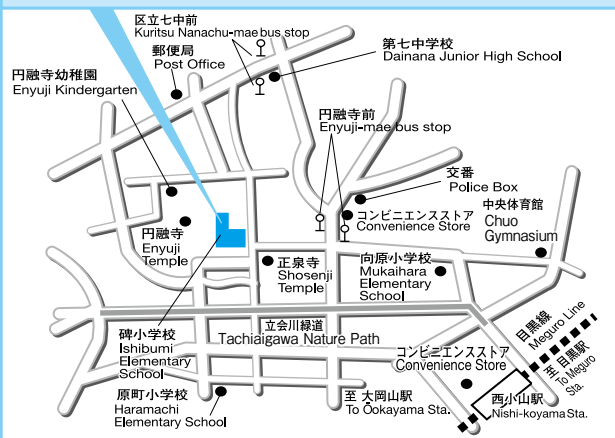 区立七中前
Kuritsu Nanachu-mae bus stop
郵便局
Post Office
第七中学校
Dainana Junior High School
円融寺幼稚園
Enyuji Kindergarten
円融寺前
Enyuji-mae bus stop
交番
Police Box
コンビニエンスストア
Convenience Store
中央体育館
Chuo
Gymnasium
円融寺
Enyuji
Temple
正泉寺
Shosenji
Temple
向原小学校
Mukaihara
Elementary
School
碑小学校
Ishibumi
Elementary
School
立会川緑道
Tachiaigawa Nature Path
目黒線
Meguro Line
至 目黒駅
To Meguro
Sta.
コンビニエンスストア
Convenience Store
原町小学校
Haramachi
Elementary School
至 大岡山駅
To Ookayama Sta.
西小山駅
Nishi-koyama Sta.